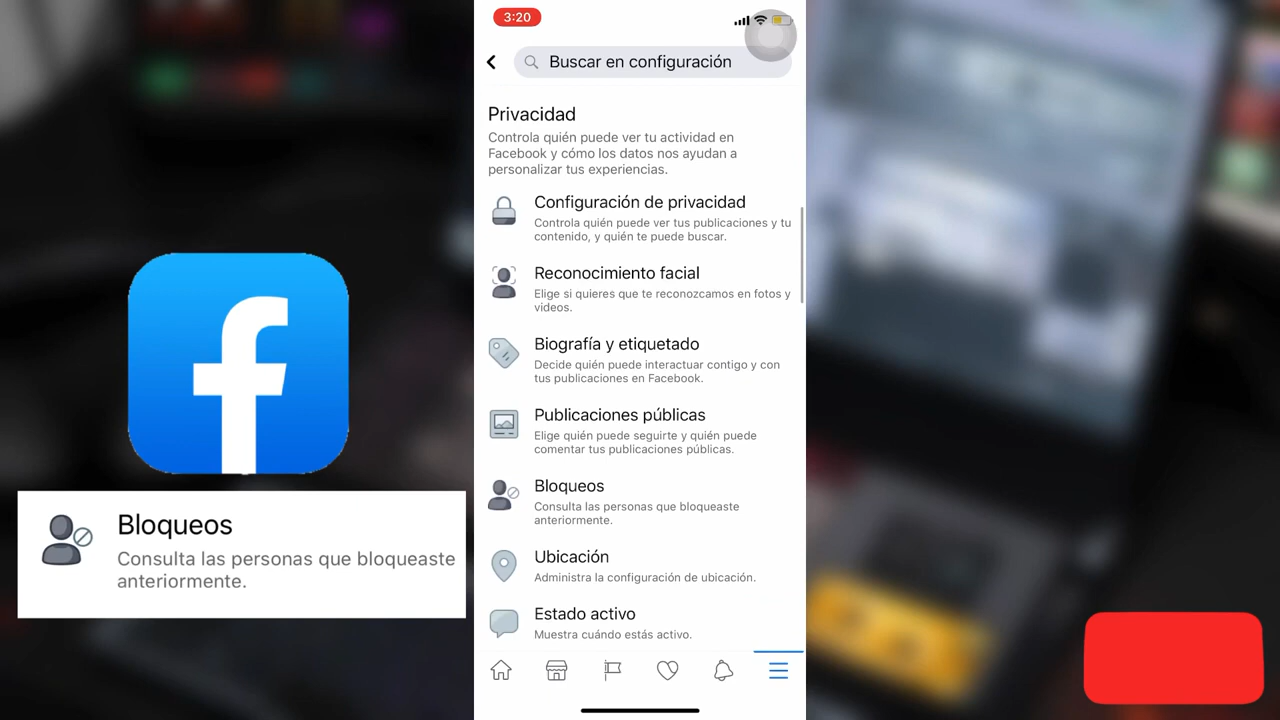 3:20
Buscar en configuración
Privacidad
Controla quién puede ver tu actividad en
Facebook y cómo los datos nos ayudan a
personalizar tus experiencias.
Configuración de privacidad
Controla quién puede ver tus publicaciones y tu
contenido, y quién te puede buscar.
Reconocimiento facial
Elige si quieres que te reconozcamos en fotos y
videos.
Biografía y etiquetado
Decide quién puede interactuar contigo y con
tus publicaciones en Facebook.
Publicaciones públicas
Elige quién puede seguirte y quién puede
comentar tus publicaciones públicas.
Bloqueos
Consulta las personas que bloqueaste
anteriormente.
Ubicación
Administra la configuración de ubicación.
Estado activo
Muestra cuándo estás activo.
f
Bloqueos
Consulta las personas que bloqueaste
anteriormente.